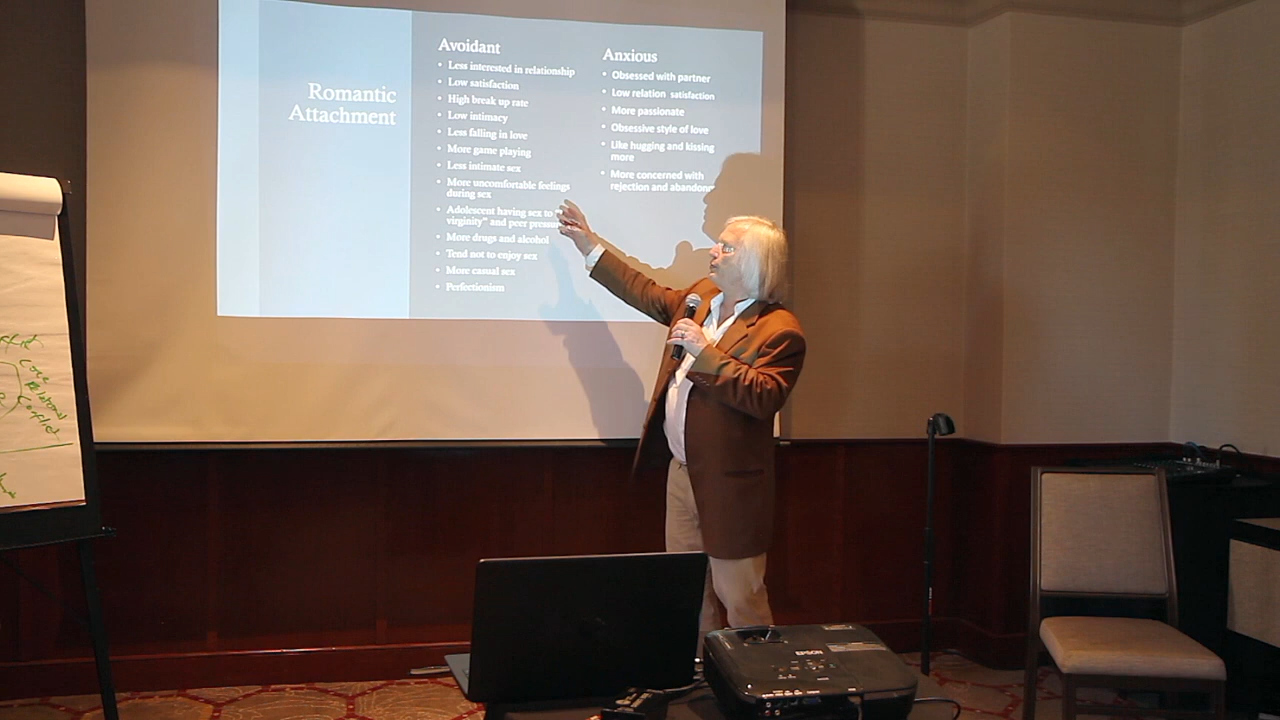 Romantic
Attachment
Avoidant
• Less interested in relationship
• Low satisfaction
• High break up rate
• Low intimacy
• Less falling in love
• More game playing
• Less intimate sex
• More uncomfortable feelings
during sex
• Adolescent having sex to
virginity" and peer
• More drugs and alcohol
• Tend not to enjoy sex
• More casual sex
• Perfectionism
Anxious
• Obsessed with partner
• Low relation satisfaction
• More passionate
• Obsessive style of love
• Like hugging and kissing
more
• More concerned with
rejection and
Core
Relational
Conflict
EPSON